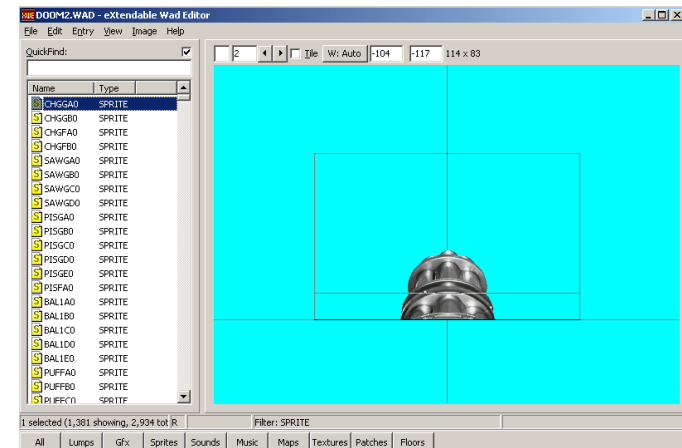 DOOM2.WAD - eXtendable Wad Editor
File Edit Entry View Image Help
QuickFind:
2 Tile W: Auto -104 -117 114 x 83
Name Type
CHGGA0 SPRITE
CHGGB0 SPRITE
CHGFA0 SPRITE
CHGFB0 SPRITE
SAWGA0 SPRITE
SAWGB0 SPRITE
SAWGC0 SPRITE
SAWGD0 SPRITE
PISGA0 SPRITE
PISGB0 SPRITE
PISGC0 SPRITE
PISGD0 SPRITE
PISGE0 SPRITE
PISFA0 SPRITE
BAL1A0 SPRITE
BAL1B0 SPRITE
BAL1C0 SPRITE
BAL1D0 SPRITE
BAL1E0 SPRITE
PUFFA0 SPRITE
PUFFB0 SPRITE
PUFFC0 SPRITE
1 selected (1,381 showing, 2,934 tot R Filter: SPRITE
All Lumps Gfx Sprites Sounds Music Maps Textures Patches Floors